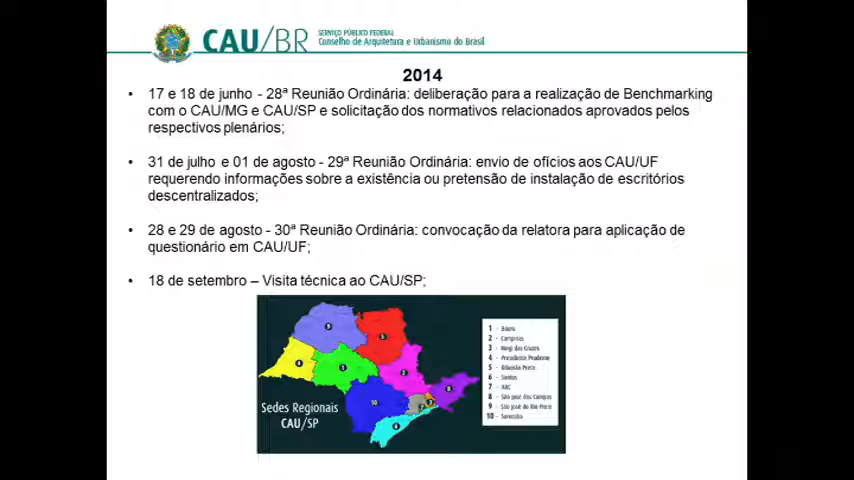 CAU/BR
SERVIÇO PÚBLICO FEDERAL
Conselho de Arquitetura e Urbanismo do Brasil
2014
• 17 e 18 de junho - 28ª Reunião Ordinária: deliberação para a realização de Benchmarking
com o CAU/MG e CAU/SP e solicitação dos normativos relacionados aprovados pelos
respectivos plenários;
• 31 de julho e 01 de agosto - 29ª Reunião Ordinária: envio de ofícios aos CAU/UF
requerendo informações sobre a existência ou pretensão de instalação de escritórios
descentralizados;
• 28 e 29 de agosto - 30ª Reunião Ordinária: convocação da relatora para aplicação de
questionário em CAU/UF;
• 18 de setembro – Visita técnica ao CAU/SP;
Sedes Regionais
CAU/SP
1 - Bauru
2 - Campinas
3 - Mogi das Cruzes
4 - Presidente Prudente
5 - Ribeirão Preto
6 - Santos
7 - ABC
8 - São José dos Campos
9 - São José do Rio Preto
10 - Sorocaba